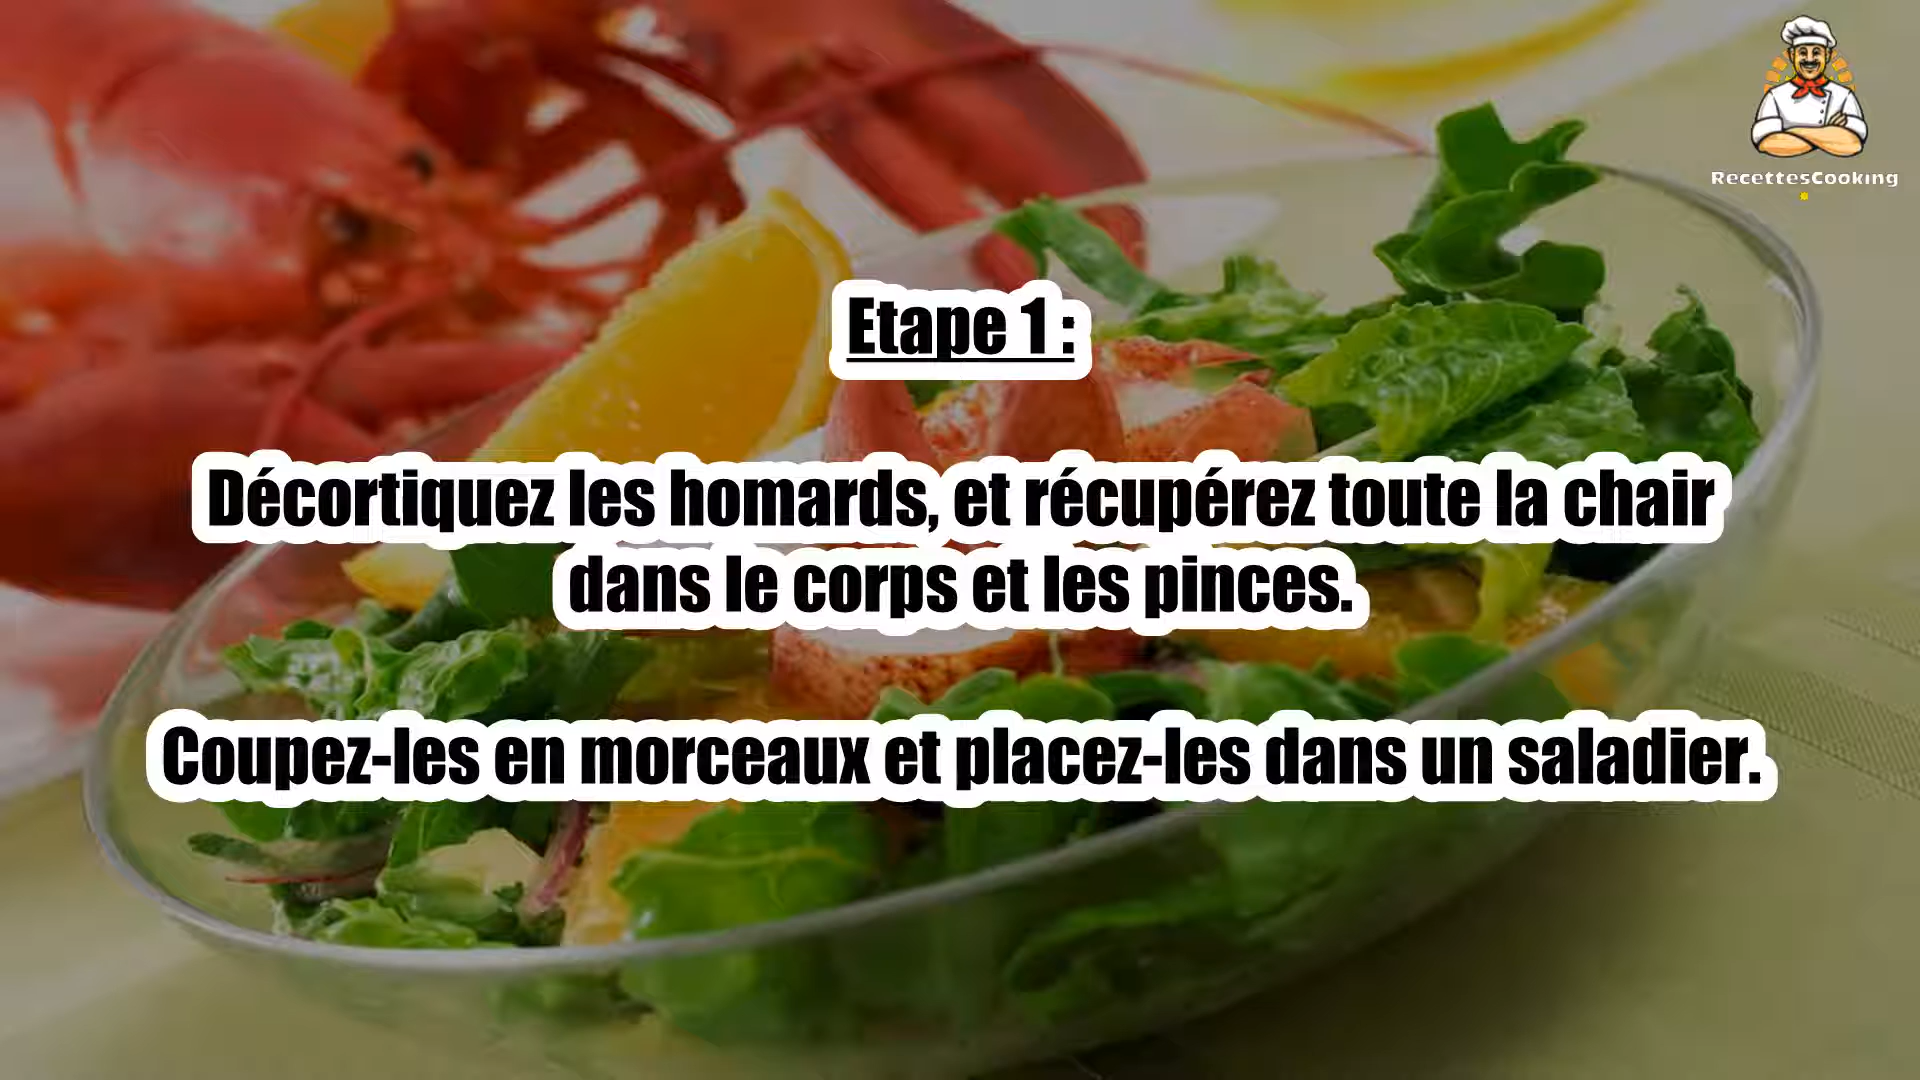 RecettesCooking
Etape 1 :
Décortiquez les homards, et récupérez toute la chair
dans le corps et les pinces.
Coupez-les en morceaux et placez-les dans un saladier.